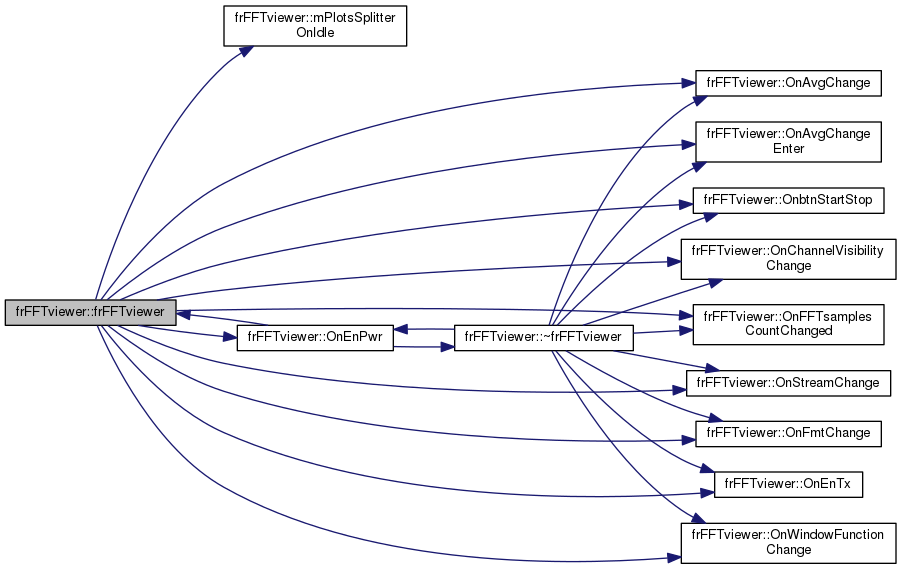 frFFTviewer::mPlotsSplitter
OnIdle
frFFTviewer::OnAvgChange
frFFTviewer::OnAvgChange
Enter
frFFTviewer::OnbtnStartStop
frFFTviewer::OnChannelVisibility
Change
frFFTviewer::frFFTviewer
frFFTviewer::OnFFTsamples
CountChanged
frFFTviewer::OnEnPwr
frFFTviewer::~frFFTviewer
frFFTviewer::OnStreamChange
frFFTviewer::OnFmtChange
frFFTviewer::OnEnTx
frFFTviewer::OnWindowFunction
Change